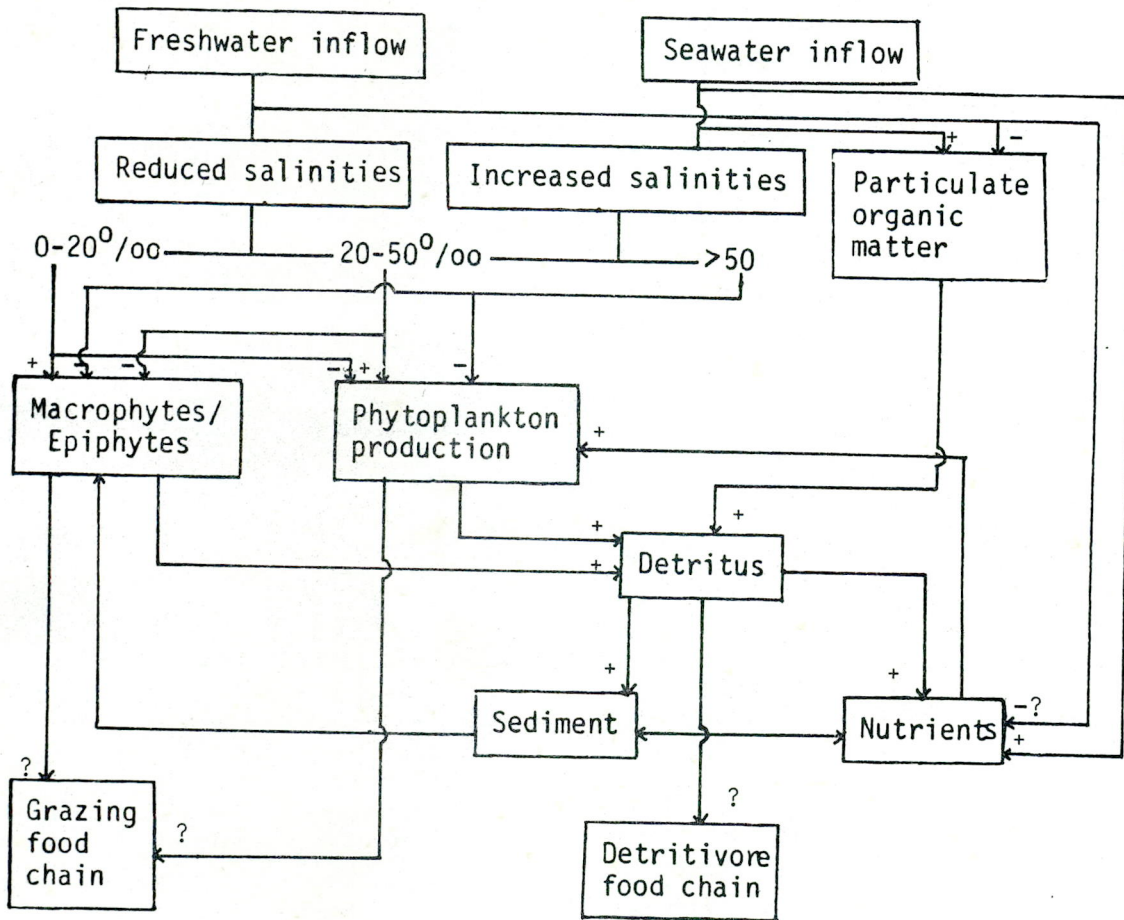 Freshwater inflow
Seawater inflow
+ -
Reduced salinities
Increased salinities
Particulate
organic
matter
0-20⁰/oo
20-50⁰/oo
>50
+ - - - + -
Macrophytes/
Epiphytes
Phytoplankton
production
+
+
+
+
Detritus
+
+
Sediment
Nutrients
-?
+
?
Grazing
food
chain
?
?
Detritivore
food chain